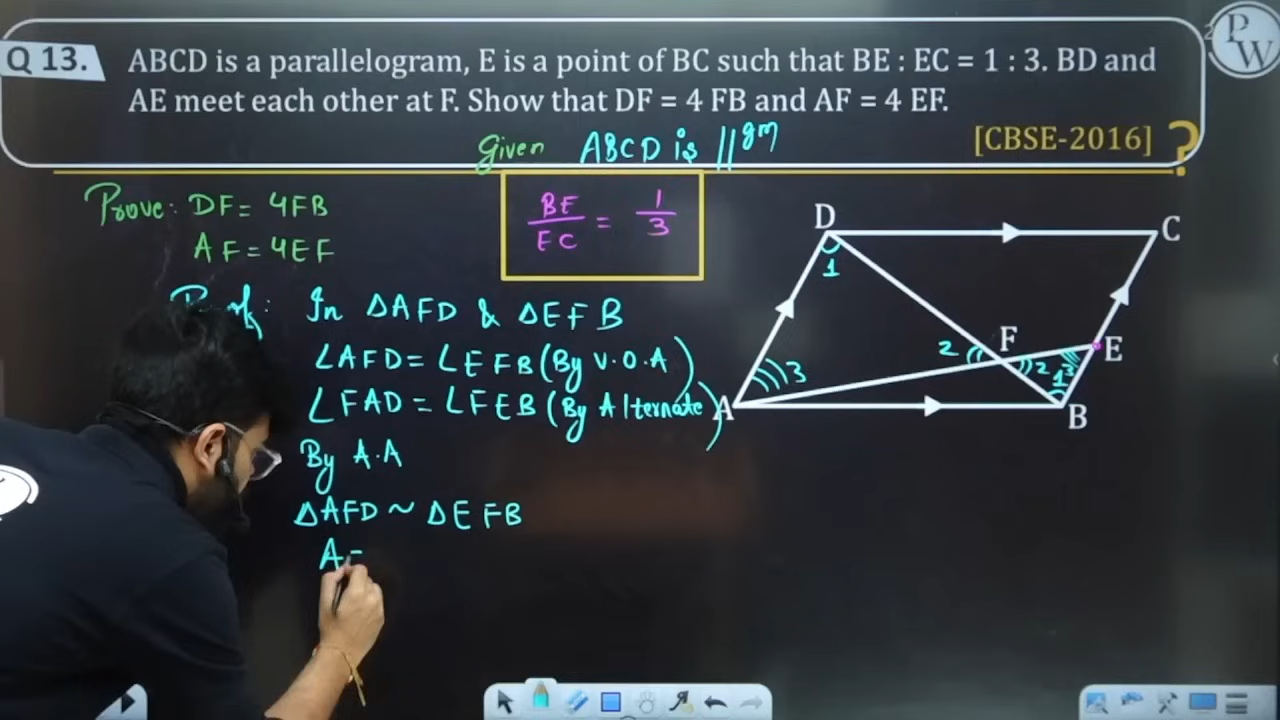 Q 13.
ABCD is a parallelogram, E is a point of BC such that BE : EC = 1 : 3. BD and
AE meet each other at F. Show that DF = 4 FB and AF = 4 EF.
[CBSE-2016]
?
PW
Given ABCD is ||gm
Prove: DF = 4FB
AF = 4EF
BE/EC = 1/3
Proof: In ΔAFD & ΔEFB
∠AFD = ∠EFB (By V.O.A)
∠FAD = ∠FEB (By Alternate)
By A.A
ΔAFD ~ ΔEFB
A
D
C
1
F
E
2
2
3
1
3
A
B